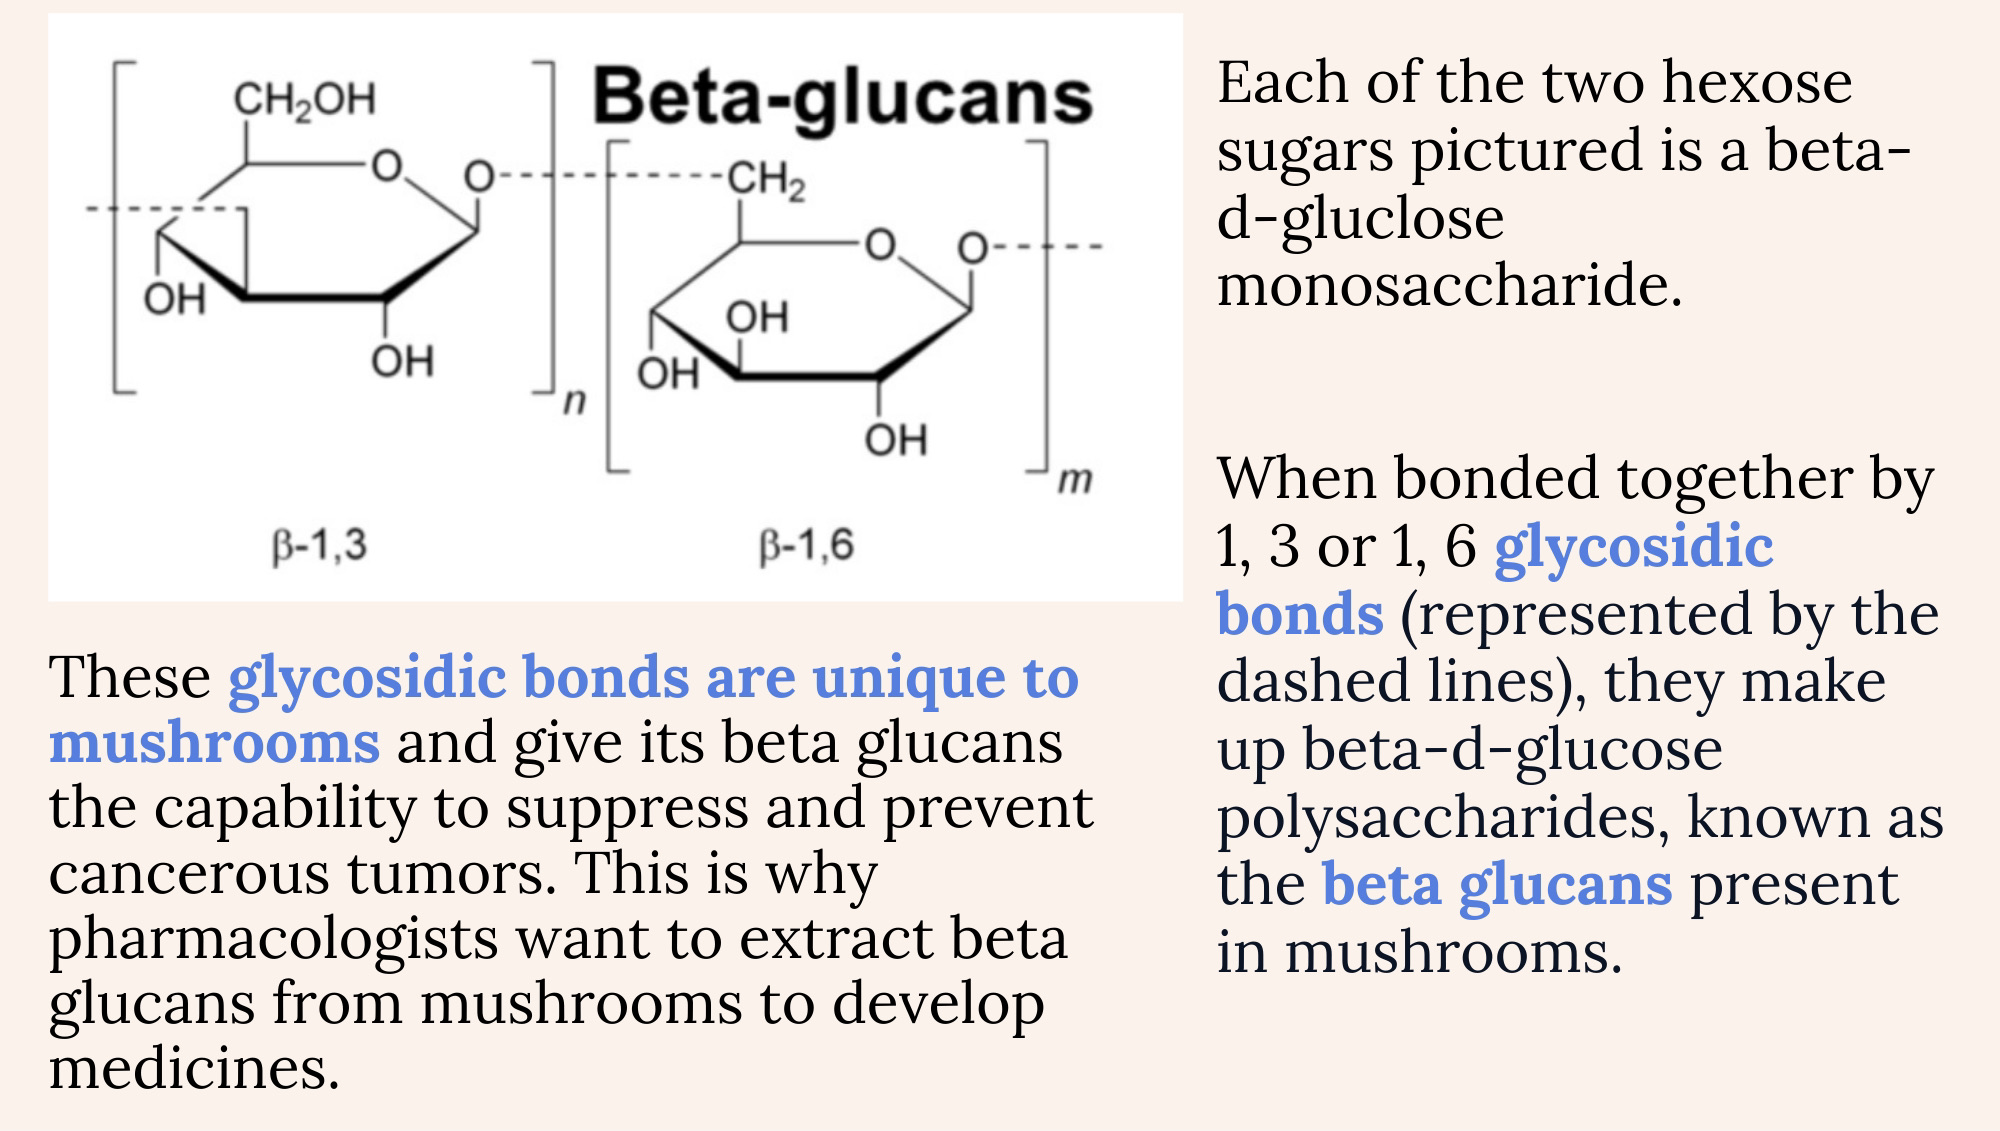 Beta-glucans
CH₂OH
O
O
CH₂
O
O
OH
OH
OH
OH
OH
n
m
β-1,3
β-1,6
These glycosidic bonds are unique to
mushrooms and give its beta glucans
the capability to suppress and prevent
cancerous tumors. This is why
pharmacologists want to extract beta
glucans from mushrooms to develop
medicines.
Each of the two hexose
sugars pictured is a beta-
d-gluclose
monosaccharide.
When bonded together by
1, 3 or 1, 6 glycosidic
bonds (represented by the
dashed lines), they make
up beta-d-glucose
polysaccharides, known as
the beta glucans present
in mushrooms.